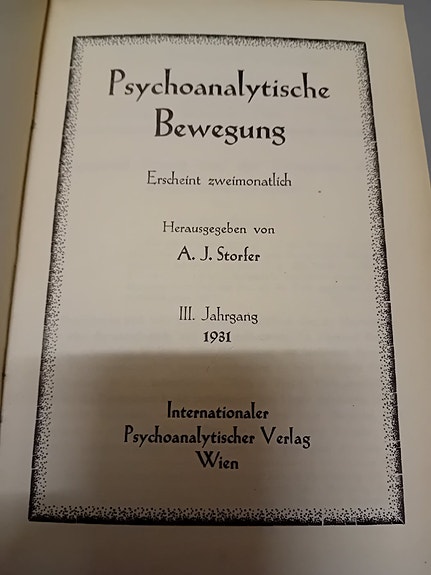 Psychoanalytische
Bewegung
Erscheint zweimonatlich
Herausgegeben von
A. J. Storfer
III. Jahrgang
1931
Internationaler
Psychoanalytischer Verlag
Wien